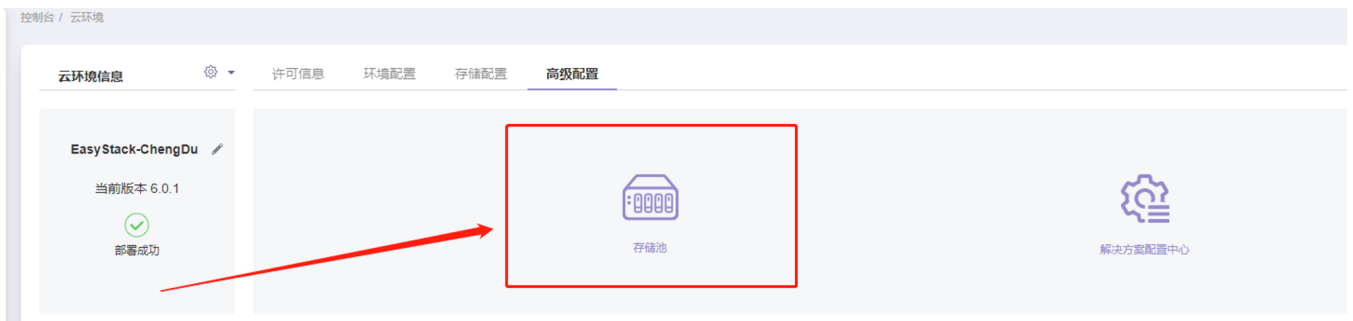 控制台 / 云环境
云环境信息
许可信息 环境配置 存储配置 高级配置
EasyStack-ChengDu
当前版本 6.0.1
部署成功
存储池
解决方案配置中心